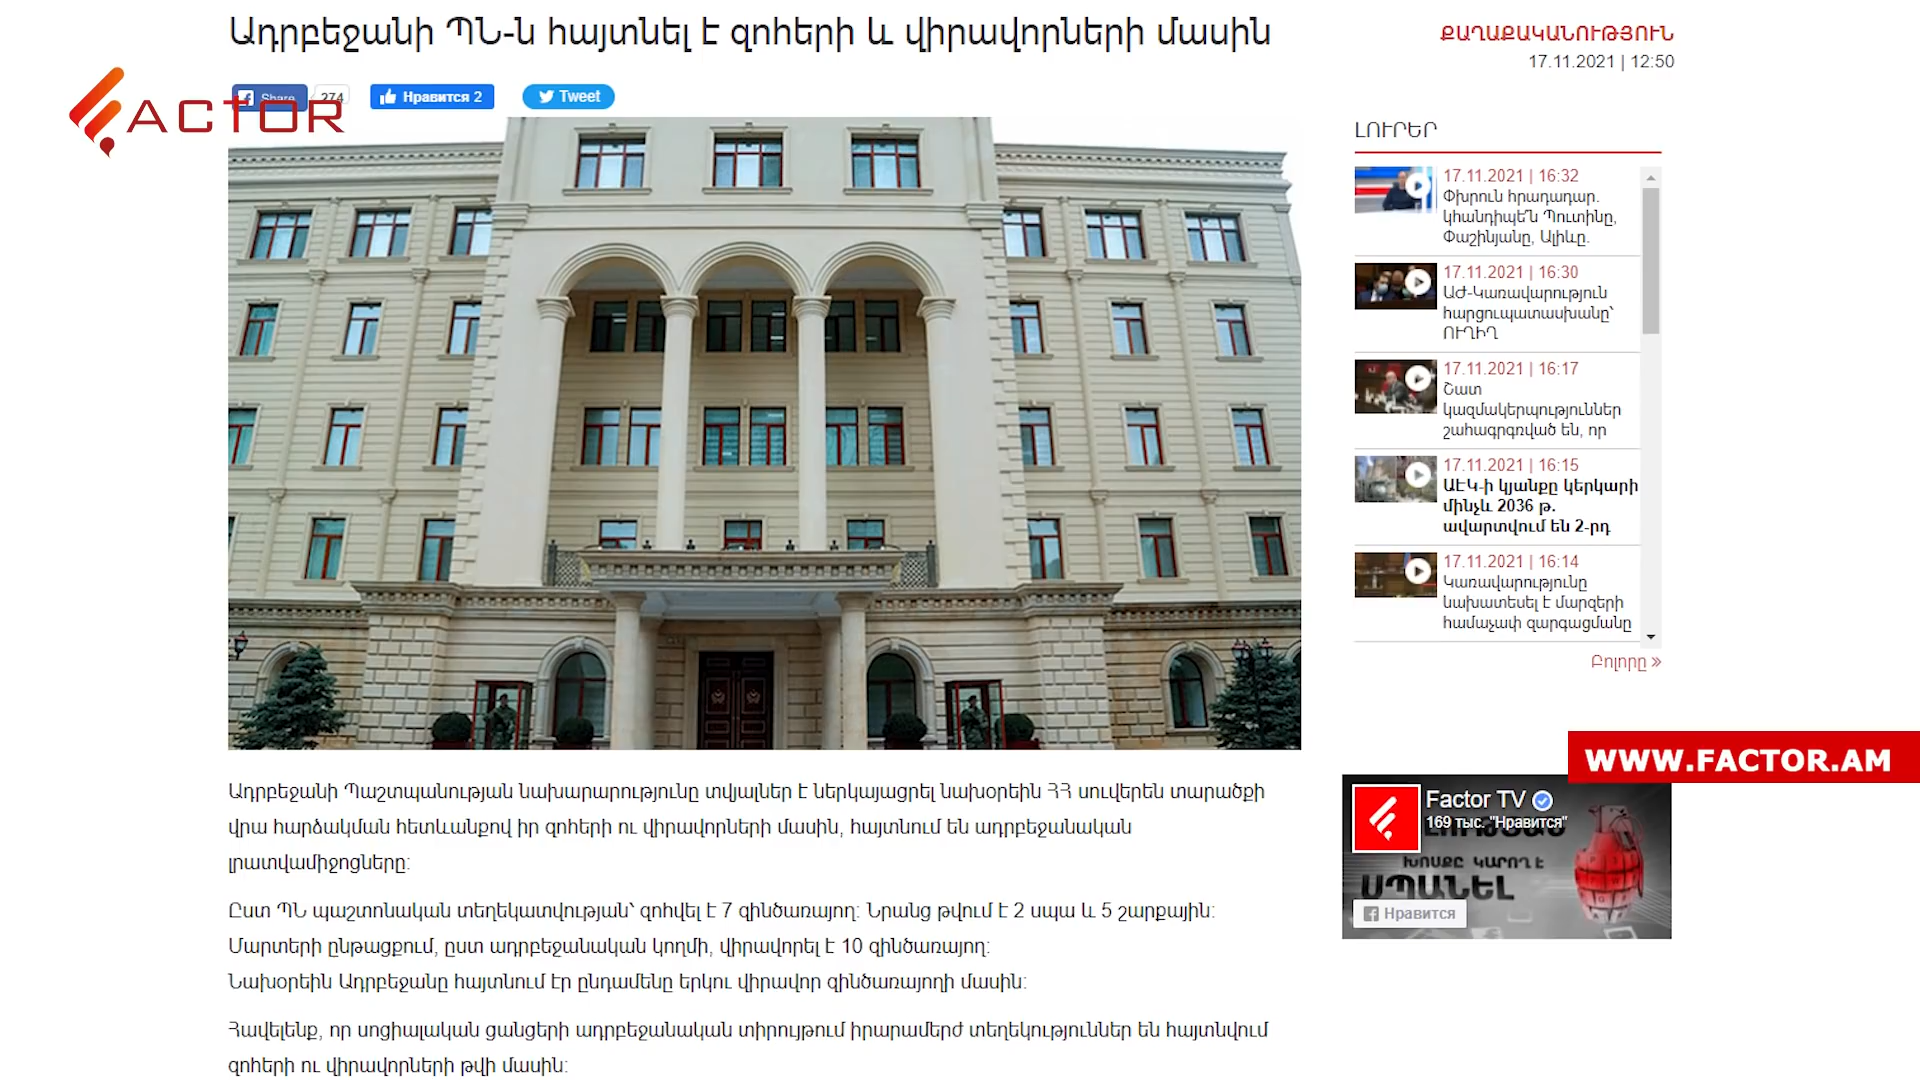 Ադրբեջանի ՊՆ-ն հայտնել է զոհերի և վիրավորների մասին
Share 274
Нравится 2
Tweet
FACTOR
ՔԱՂԱՔԱԿԱՆՈՒԹՅՈՒՆ
17.11.2021 | 12:50
ԼՈՒՐԵՐ
17.11.2021 | 16:32
Փխրուն հրադադար.
կհանդիպե՞ն Պուտինը,
Փաշինյանը, Ալիևը.
17.11.2021 | 16:30
ԱԺ-Կառավարություն
հարցուպատասխանը՝
ՈՒՂԻՂ
17.11.2021 | 16:17
Շատ
կազմակերպություններ
շահագրգռված են, որ
17.11.2021 | 16:15
ԱԷԿ-ի կյանքը կերկարի
մինչև 2036 թ.
ավարտվում են 2-րդ
17.11.2021 | 16:14
Կառավարությունը
նախատեսել է մարզերի
համաչափ զարգացմանը
Բոլորը »
WWW.FACTOR.AM
Factor TV
169 тыс. "Нравится"
ԽՈՍՔԸ ԿԱՐՈՂ Է
ՍՊԱՆԵԼ
Нравится
Ադրբեջանի Պաշտպանության նախարարությունը տվյալներ է ներկայացրել նախօրեին ՀՀ սուվերեն տարածքի
վրա հարձակման հետևանքով իր զոհերի ու վիրավորների մասին, հայտնում են ադրբեջանական
լրատվամիջոցները։
Ըստ ՊՆ պաշտոնական տեղեկատվության՝ զոհվել է 7 զինծառայող։ Նրանց թվում է 2 սպա և 5 շարքային։
Մարտերի ընթացքում, ըստ ադրբեջանական կողմի, վիրավորել է 10 զինծառայող։
Նախօրեին Ադրբեջանը հայտնում էր ընդամենը երկու վիրավոր զինծառայողի մասին։
Հավելենք, որ սոցիալական ցանցերի ադրբեջանական տիրույթում իրարամերժ տեղեկություններ են հայտնվում
զոհերի ու վիրավորների թվի մասին։